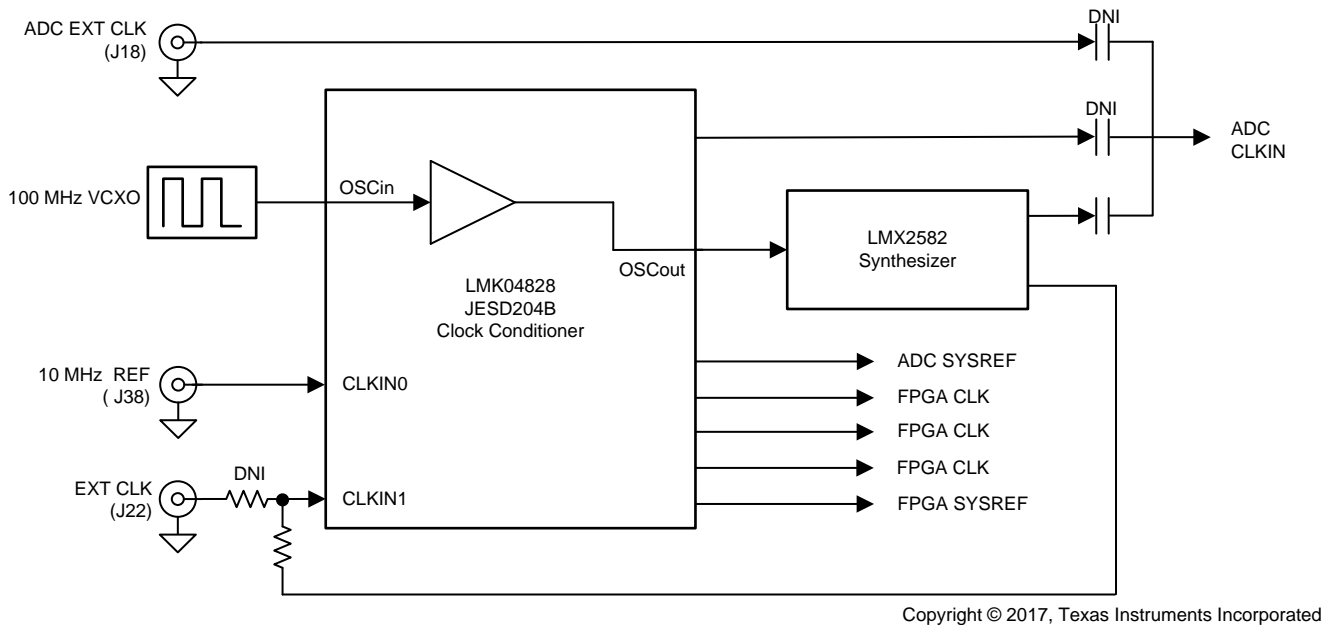 ADC EXT CLK
(J18)
DNI
DNI
ADC
CLKIN
100 MHz VCXO
OSCin
LMX2582
Synthesizer
OSCout
LMK04828
JESD204B
Clock Conditioner
10 MHz REF
( J38)
CLKIN0
ADC SYSREF
FPGA CLK
FPGA CLK
FPGA CLK
FPGA SYSREF
EXT CLK
(J22)
DNI
CLKIN1
Copyright © 2017, Texas Instruments Incorporated